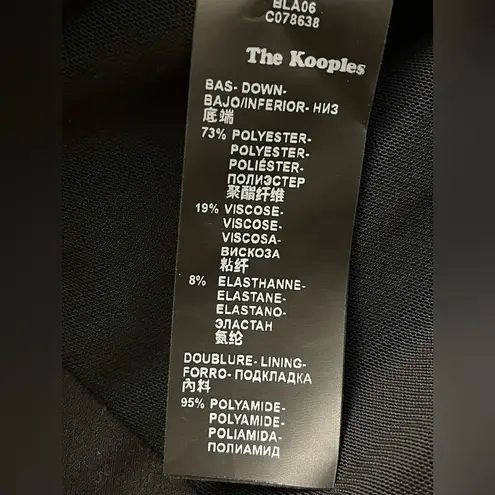 BLA06
C078638
The Kooples
BAS- DOWN-
BAJO/INFERIOR- НИЗ
底端
73% POLYESTER-
POLYESTER-
POLIÉSTER-
ПОЛИЭСТЕР
聚酯纤维
19% VISCOSE-
VISCOSE-
VISCOSA-
ВИСКОЗА
粘纤
8% ELASTHANNE-
ELASTANE-
ELASTANO-
ЭЛАСТАН
氨纶
DOUBLURE- LINING-
FORRO- ПОДКЛАДКА
內料
95% POLYAMIDE-
POLYAMIDE-
POLIAMIDA-
ПОЛИАМИД